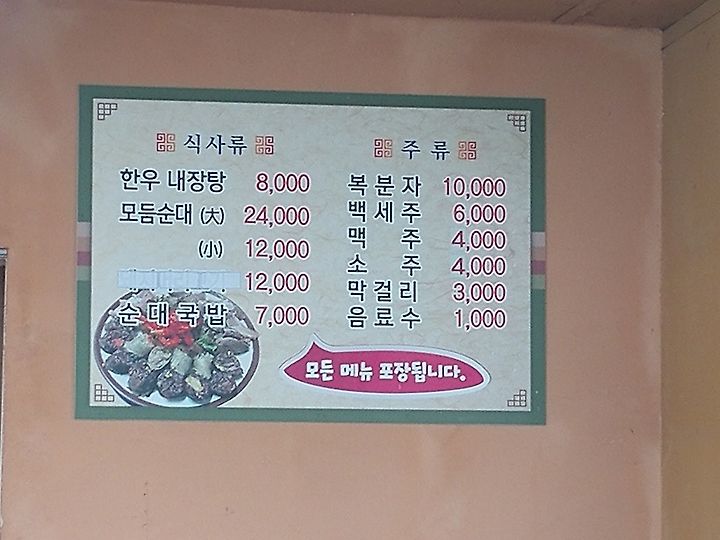 식사류
한우 내장탕 8,000
모듬순대 (大) 24,000
(小) 12,000
12,000
순대국밥 7,000
주류
복분자 10,000
백세주 6,000
맥주 4,000
소주 4,000
막걸리 3,000
음료수 1,000
모든 메뉴 포장됩니다.